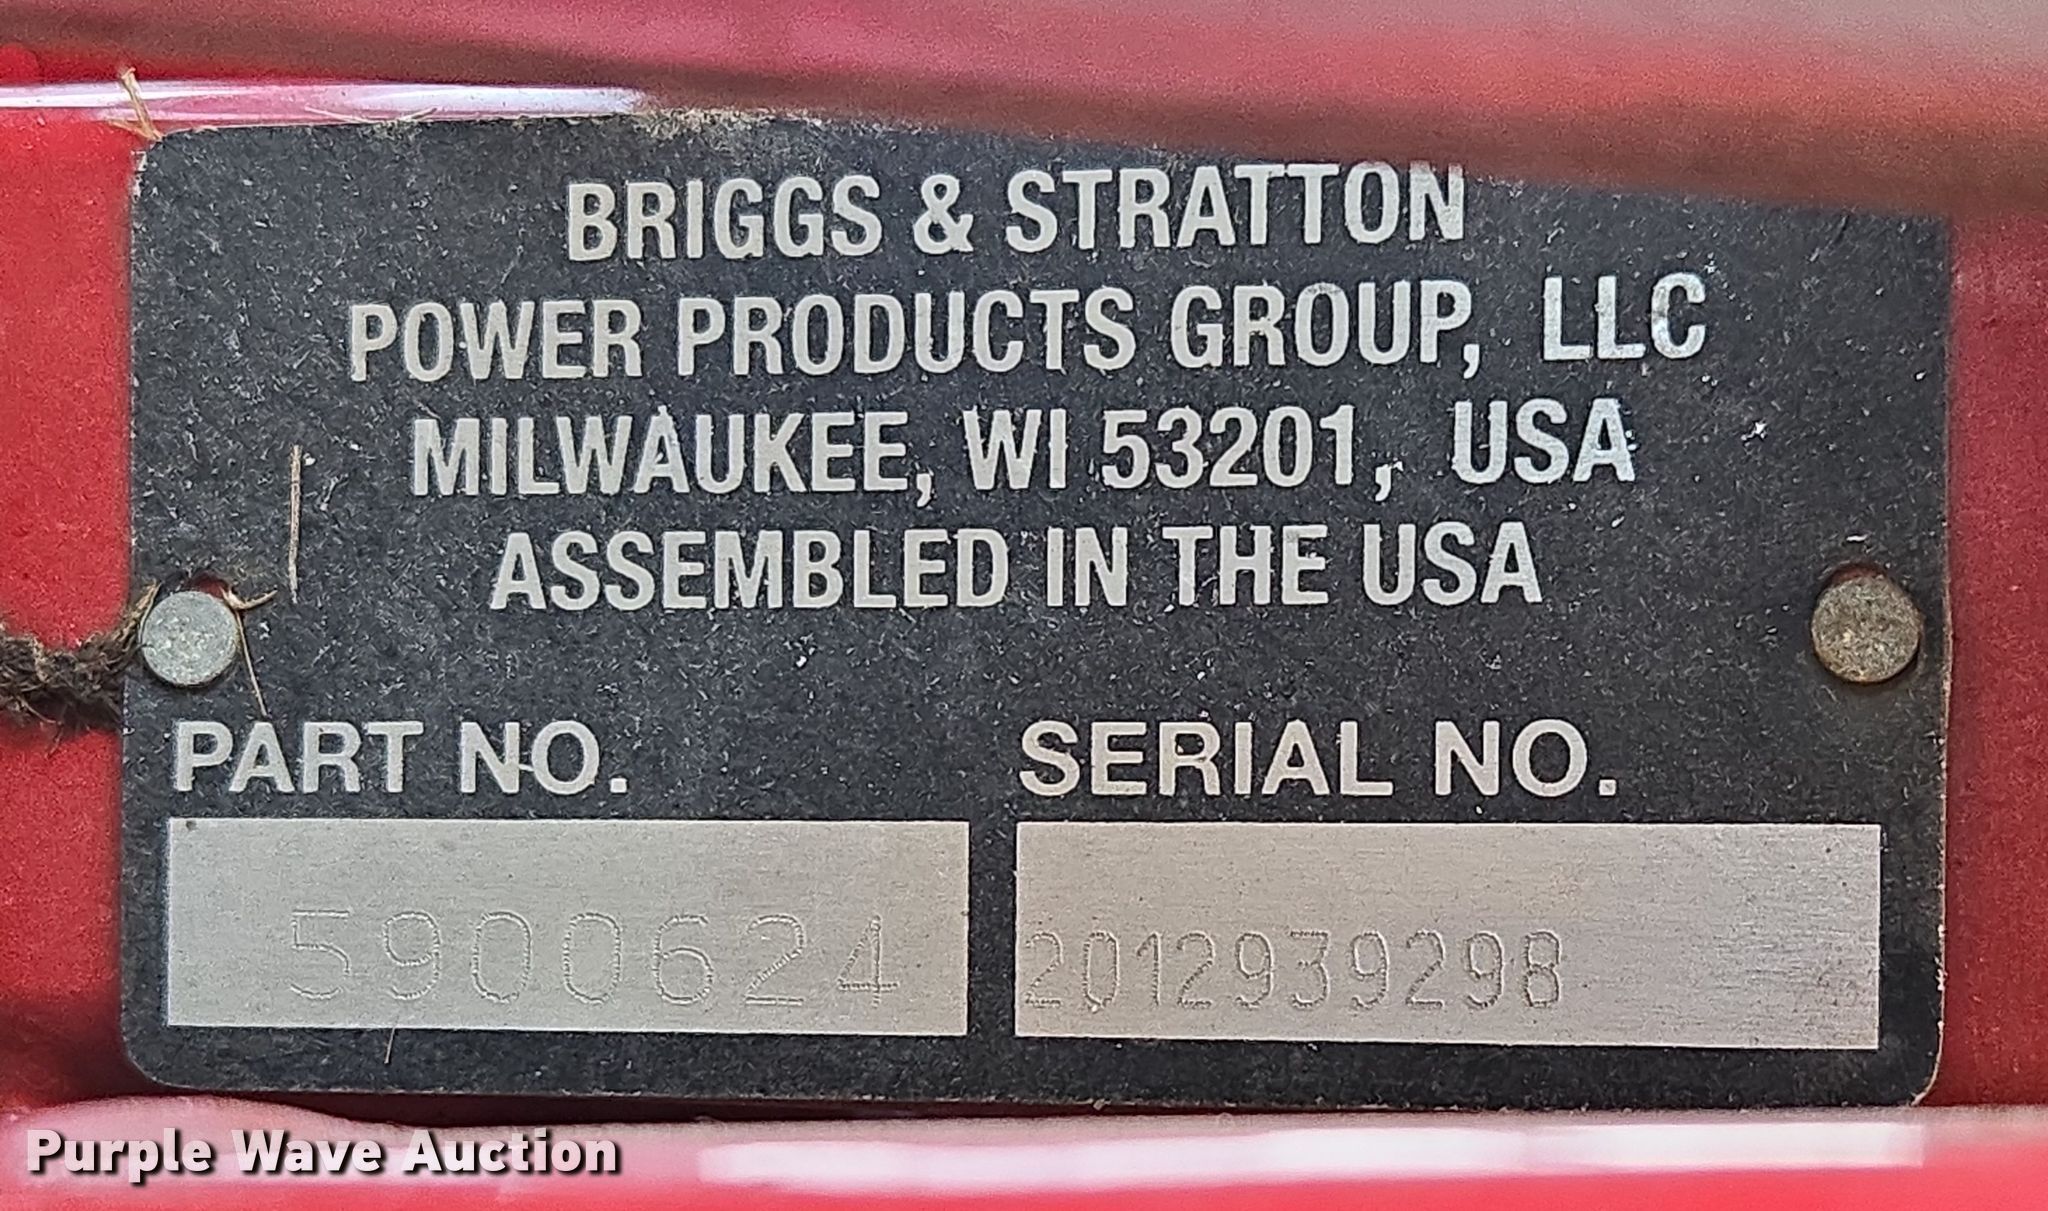 BRIGGS & STRATTON
POWER PRODUCTS GROUP, LLC
MILWAUKEE, WI 53201, USA
ASSEMBLED IN THE USA
PART NO. SERIAL NO.
5900624 2012939298
Purple Wave Auction